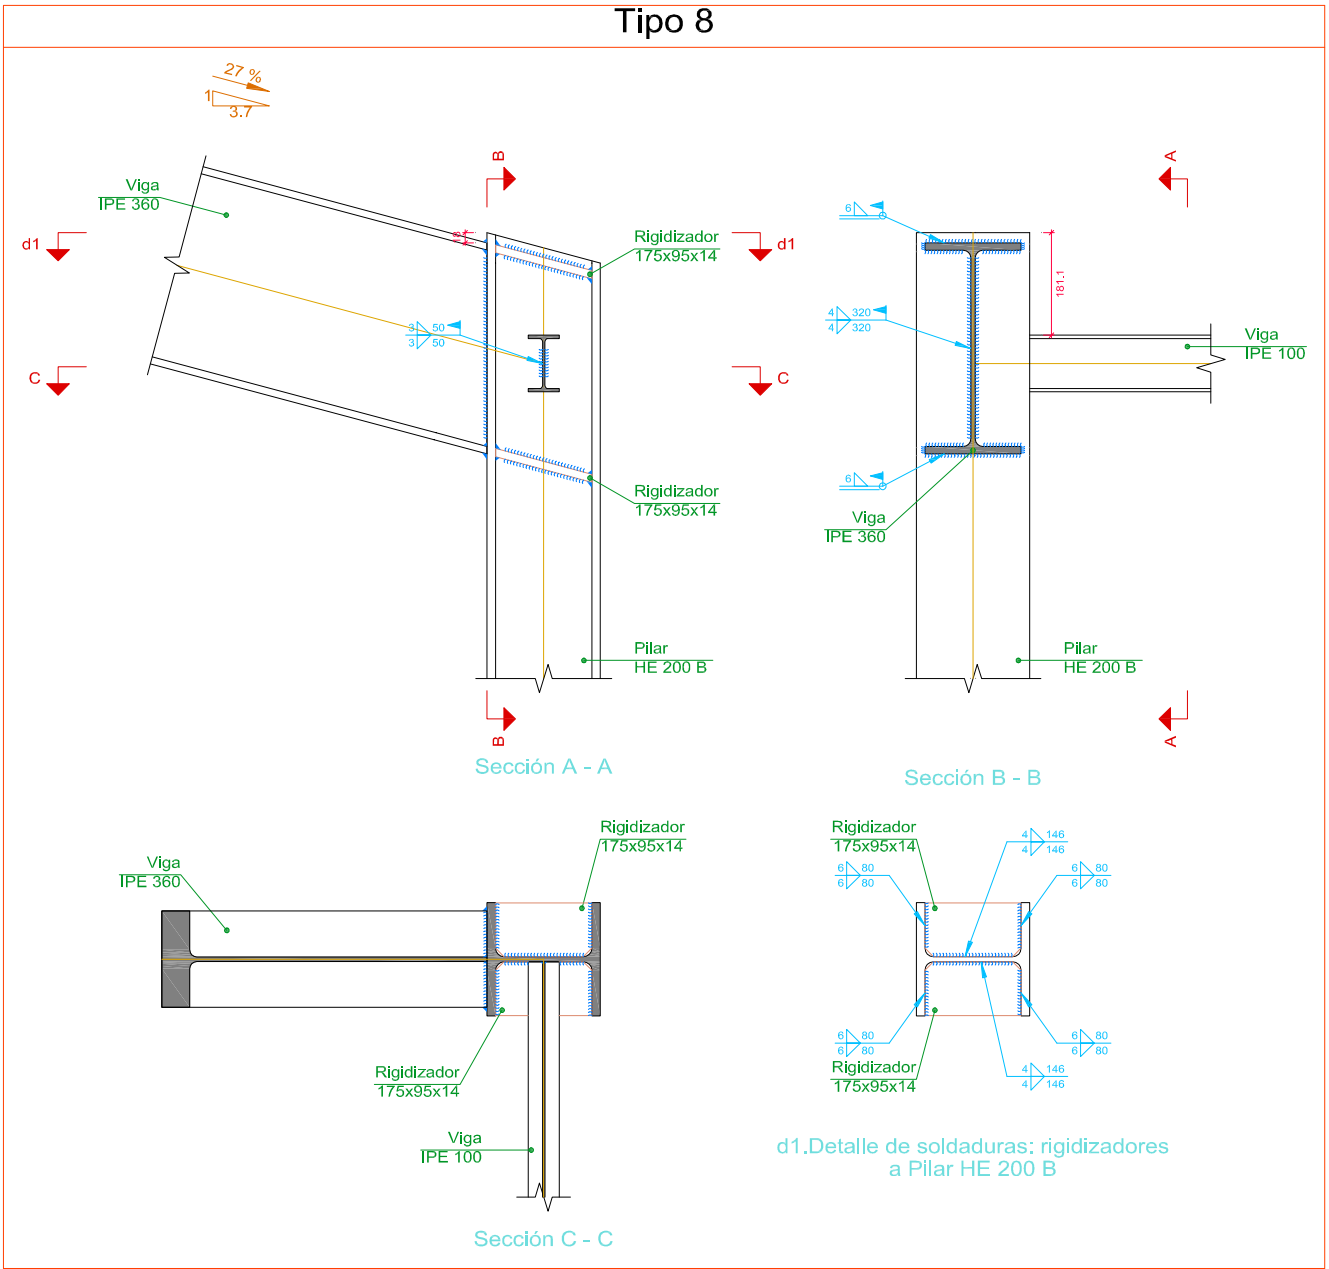 Tipo 8
27 %
1
3.7
B
A
Viga
IPE 360
6
d1
18
Rigidizador
175x95x14
d1
181.1
3 50
3 50
4 320
4 320
Viga
IPE 100
C
C
Rigidizador
175x95x14
6
Viga
IPE 360
Pilar
HE 200 B
Pilar
HE 200 B
B
A
Sección A - A
Sección B - B
Rigidizador
175x95x14
Rigidizador
175x95x14
4 146
4 146
Viga
IPE 360
6 80
6 80
6 80
6 80
Rigidizador
175x95x14
6 80
6 80
6 80
6 80
Rigidizador
175x95x14
4 146
4 146
Viga
IPE 100
d1.Detalle de soldaduras: rigidizadores
a Pilar HE 200 B
Sección C - C